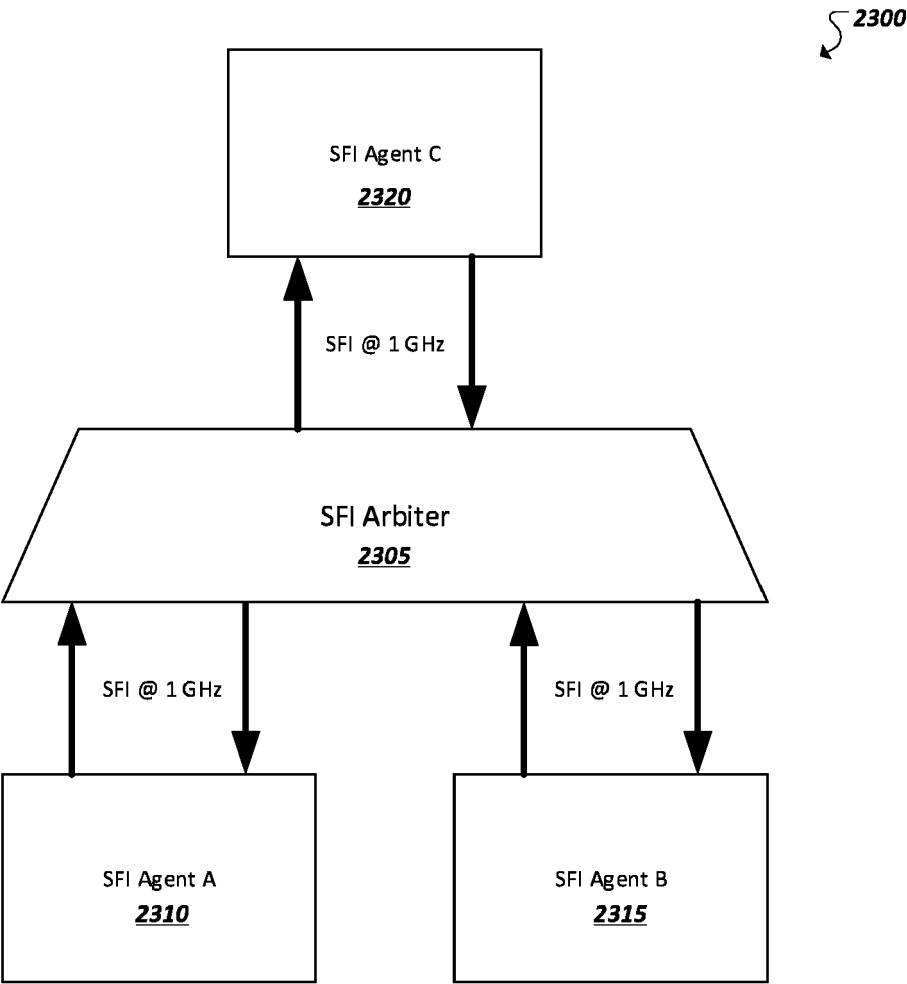 2300
SFI Agent C
2320
SFI @ 1 GHz
SFI Arbiter
2305
SFI @ 1 GHz
SFI @ 1 GHz
SFI Agent A
2310
SFI Agent B
2315